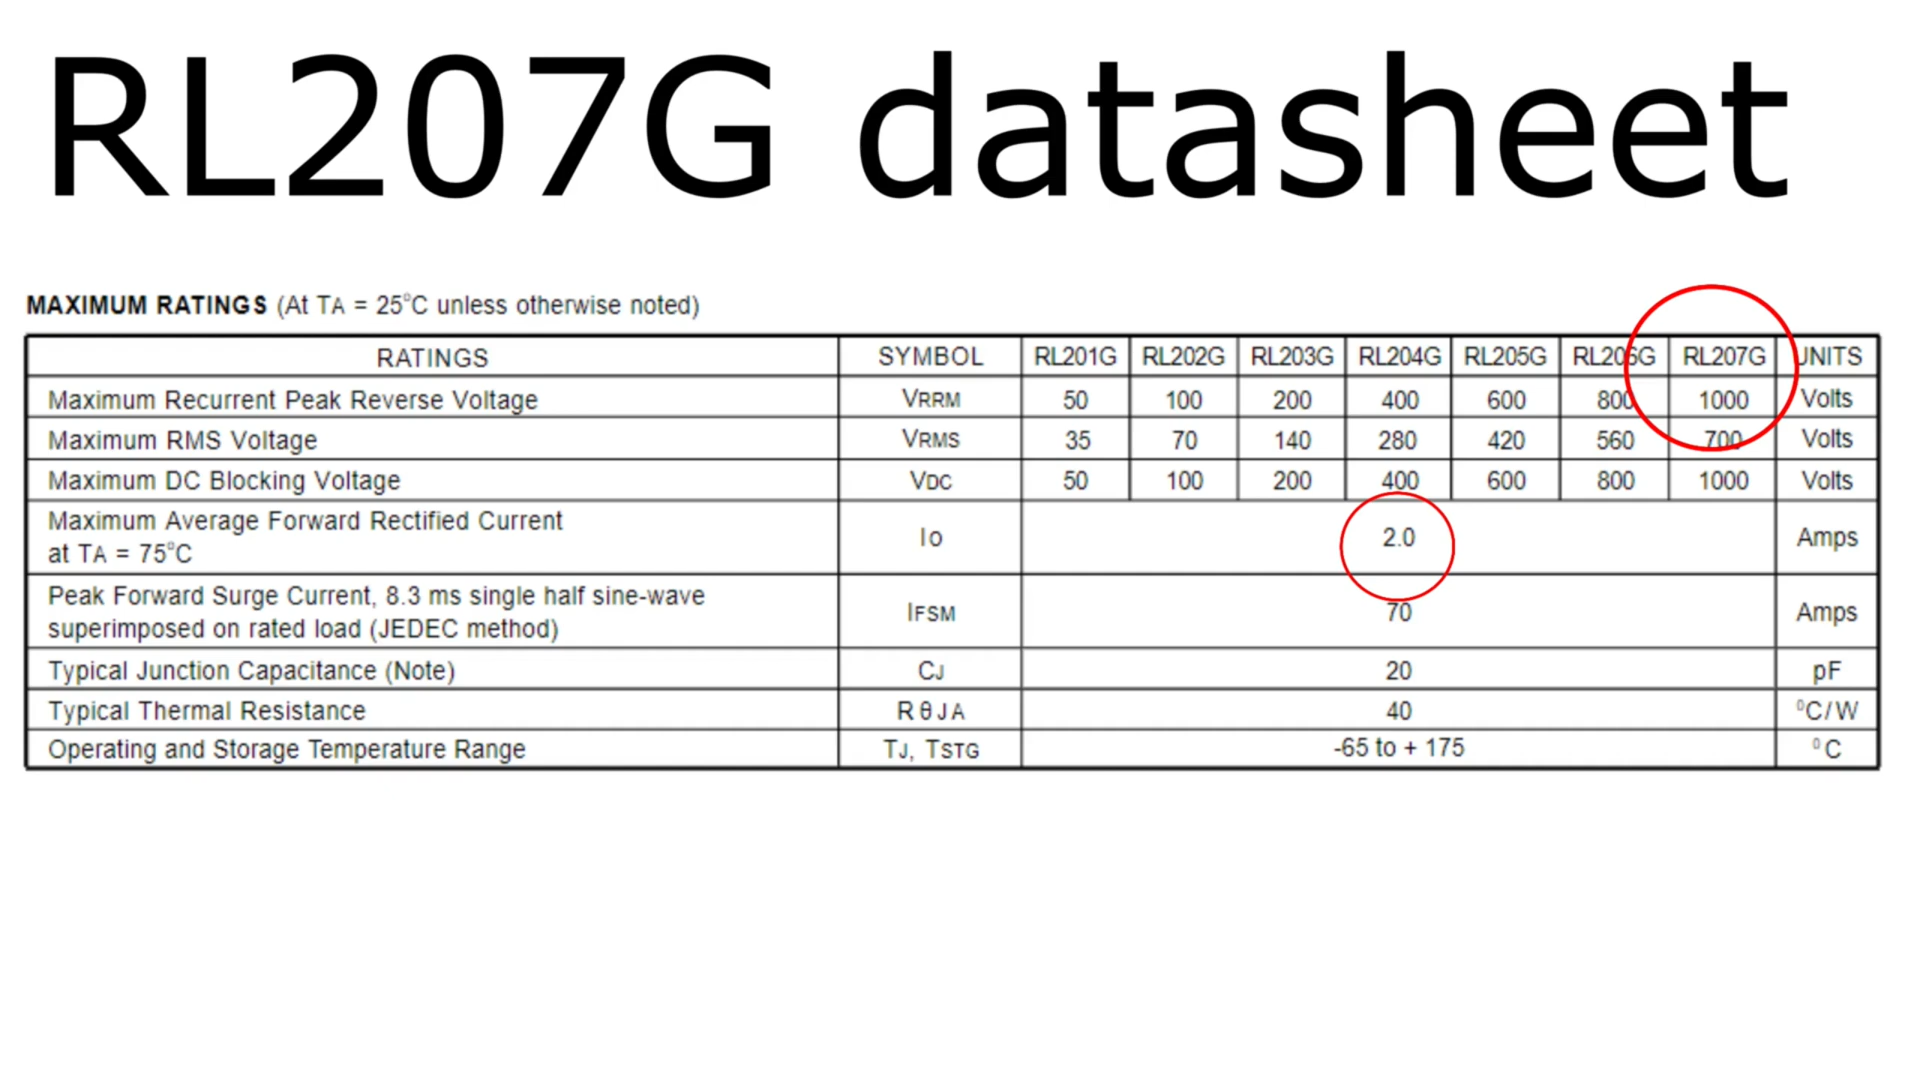 RL207G datasheet
MAXIMUM RATINGS (At TA = 25°C unless otherwise noted)
RATINGS SYMBOL RL201G RL202G RL203G RL204G RL205G RL206G RL207G UNITS
Maximum Recurrent Peak Reverse Voltage VRRM 50 100 200 400 600 800 1000 Volts
Maximum RMS Voltage VRMS 35 70 140 280 420 560 700 Volts
Maximum DC Blocking Voltage VDC 50 100 200 400 600 800 1000 Volts
Maximum Average Forward Rectified Current
at TA = 75°C Io 2.0 Amps
Peak Forward Surge Current, 8.3 ms single half sine-wave
superimposed on rated load (JEDEC method) IFSM 70 Amps
Typical Junction Capacitance (Note) CJ 20 pF
Typical Thermal Resistance RθJA 40 °C/W
Operating and Storage Temperature Range TJ, TSTG -65 to + 175 °C